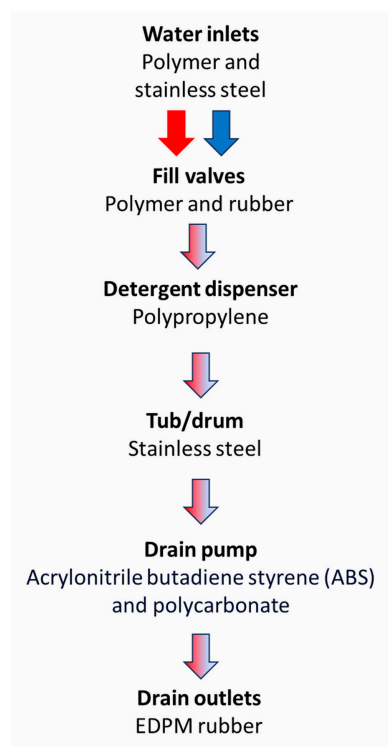 Water inlets
Polymer and
stainless steel
Fill valves
Polymer and rubber
Detergent dispenser
Polypropylene
Tub/drum
Stainless steel
Drain pump
Acrylonitrile butadiene styrene (ABS)
and polycarbonate
Drain outlets
EDPM rubber